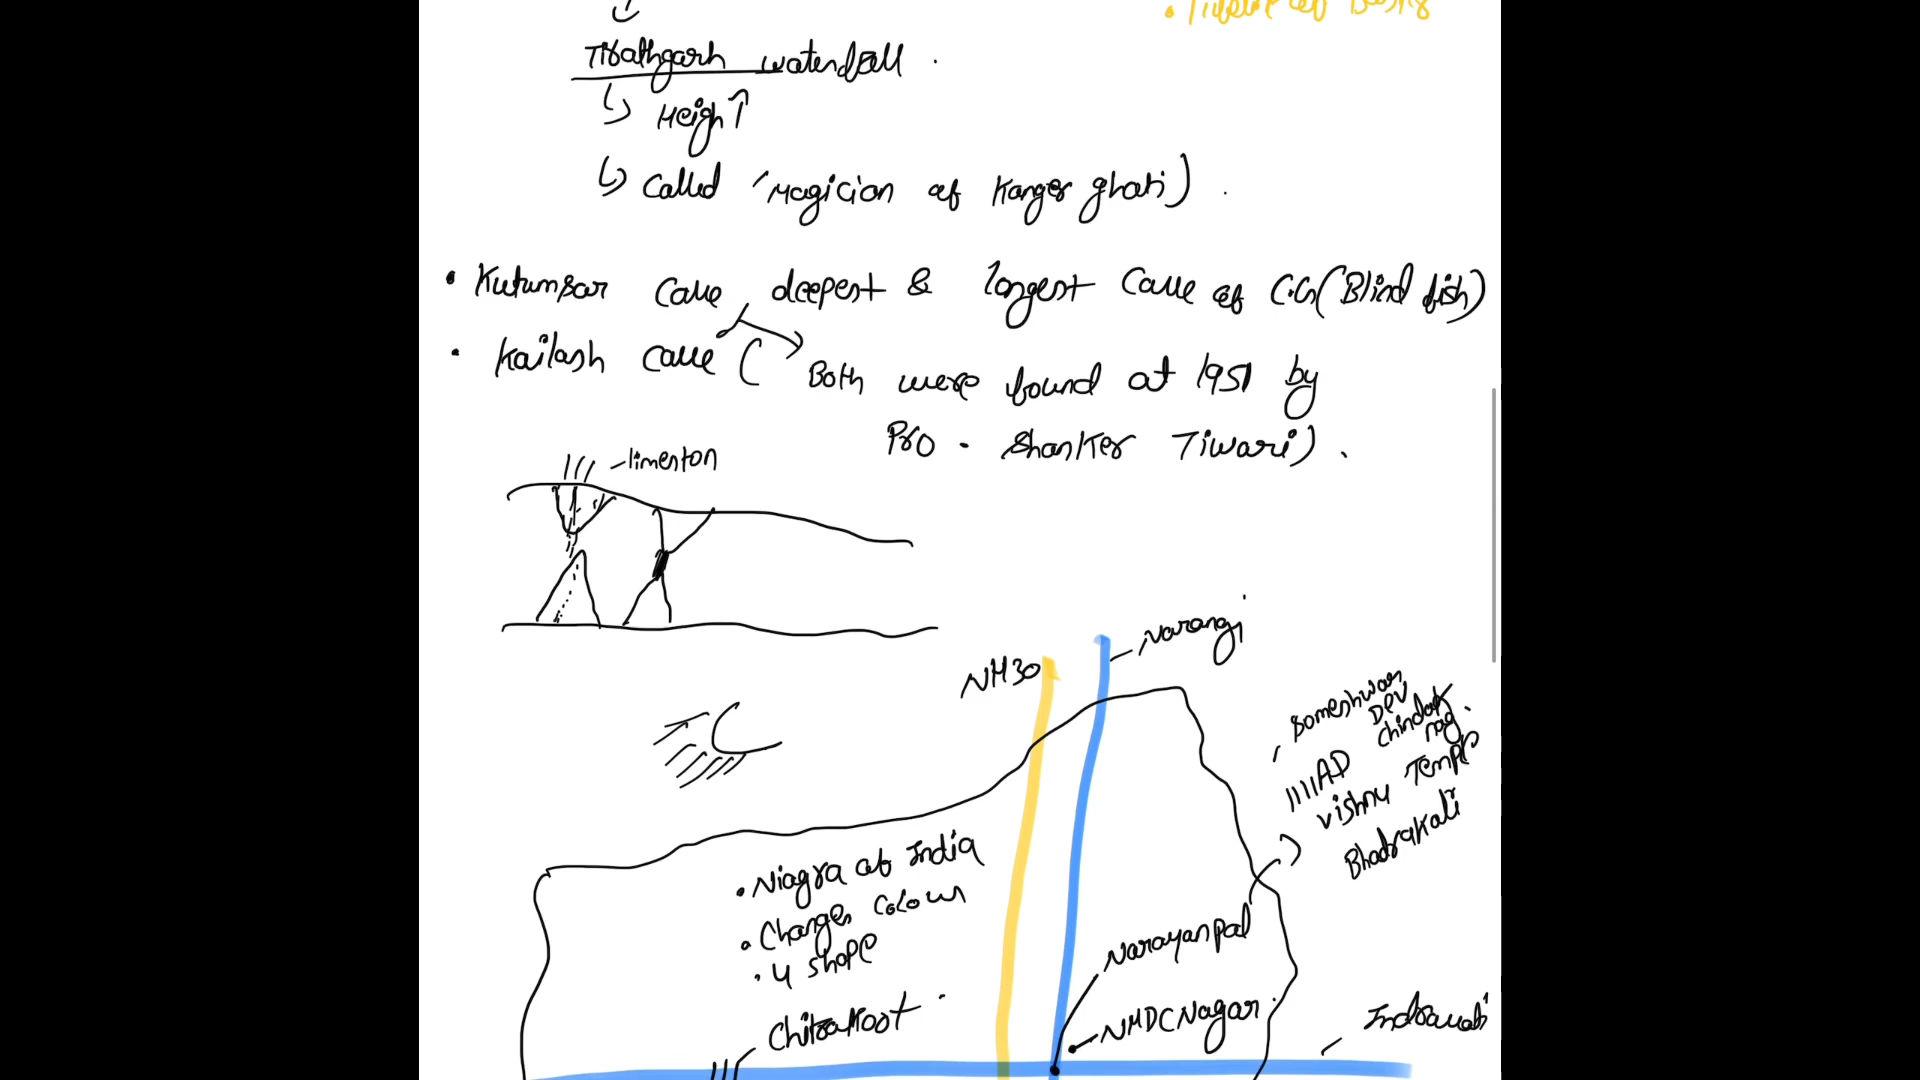 Tirathgarh waterfall.
Heigh↑
Called 'Magician of Kanger ghati)
• Kutumsar Cave, deepest & longest Cave of C.G (Blind fish)
• Kailash Cave ( Both were found at 1951 by
Pro. Shanker Tiwari).
limeston
Narangi
NH30
Someshwar
Dev
Chindak
nag.
1111AD
Vishnu Temple
Bhadrakali
• Niagra of India
• Changes Colour
• U shape
Narayanpal
NMDC Nagar
Chitrakoot
Indravati